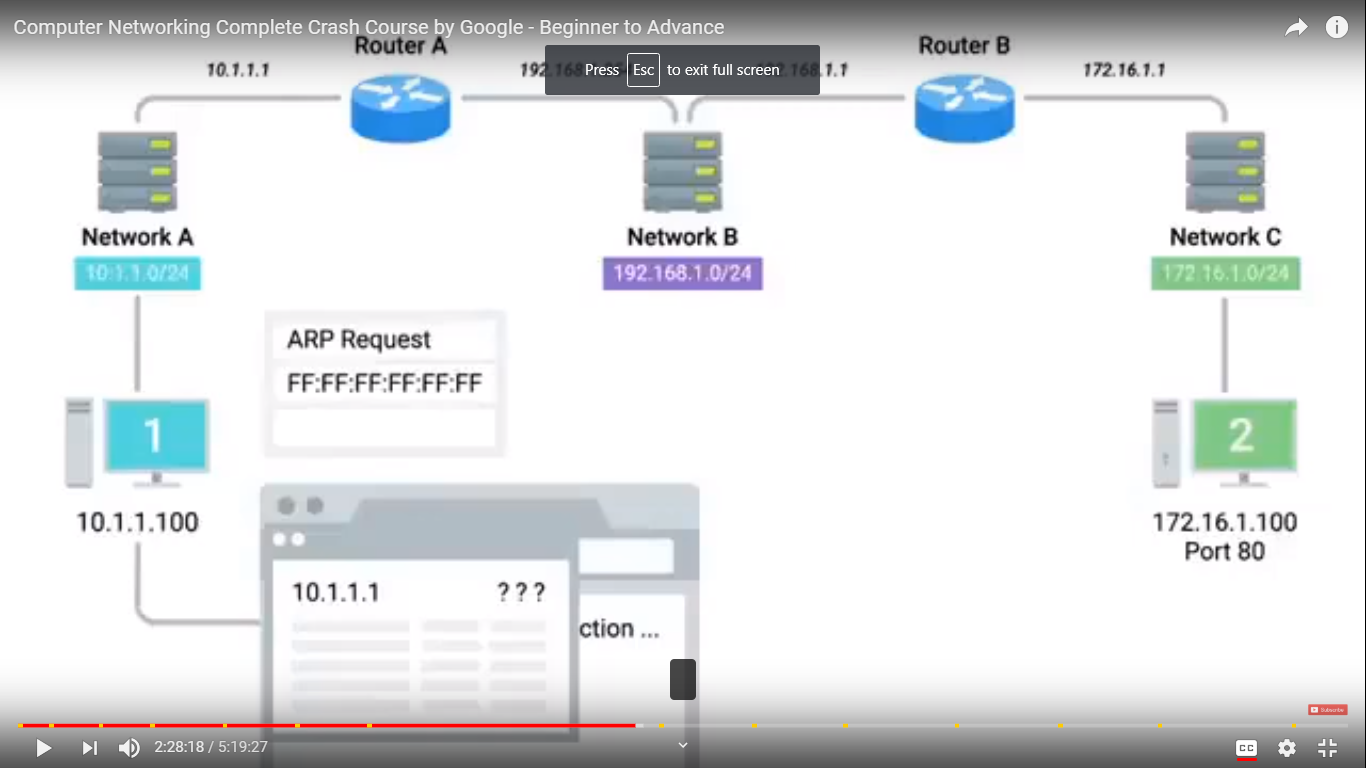 Computer Networking Complete Crash Course by Google - Beginner to Advance
Router A
Router B
10.1.1.1
192.168
Press Esc to exit full screen
168.1.1
172.16.1.1
Network A
Network B
Network C
10.1.1.0/24
192.168.1.0/24
172.16.1.0/24
ARP Request
FF:FF:FF:FF:FF:FF
1
2
10.1.1.100
172.16.1.100
Port 80
10.1.1.1 ???
ction ...
Subscribe
2:28:18 / 5:19:27
CC